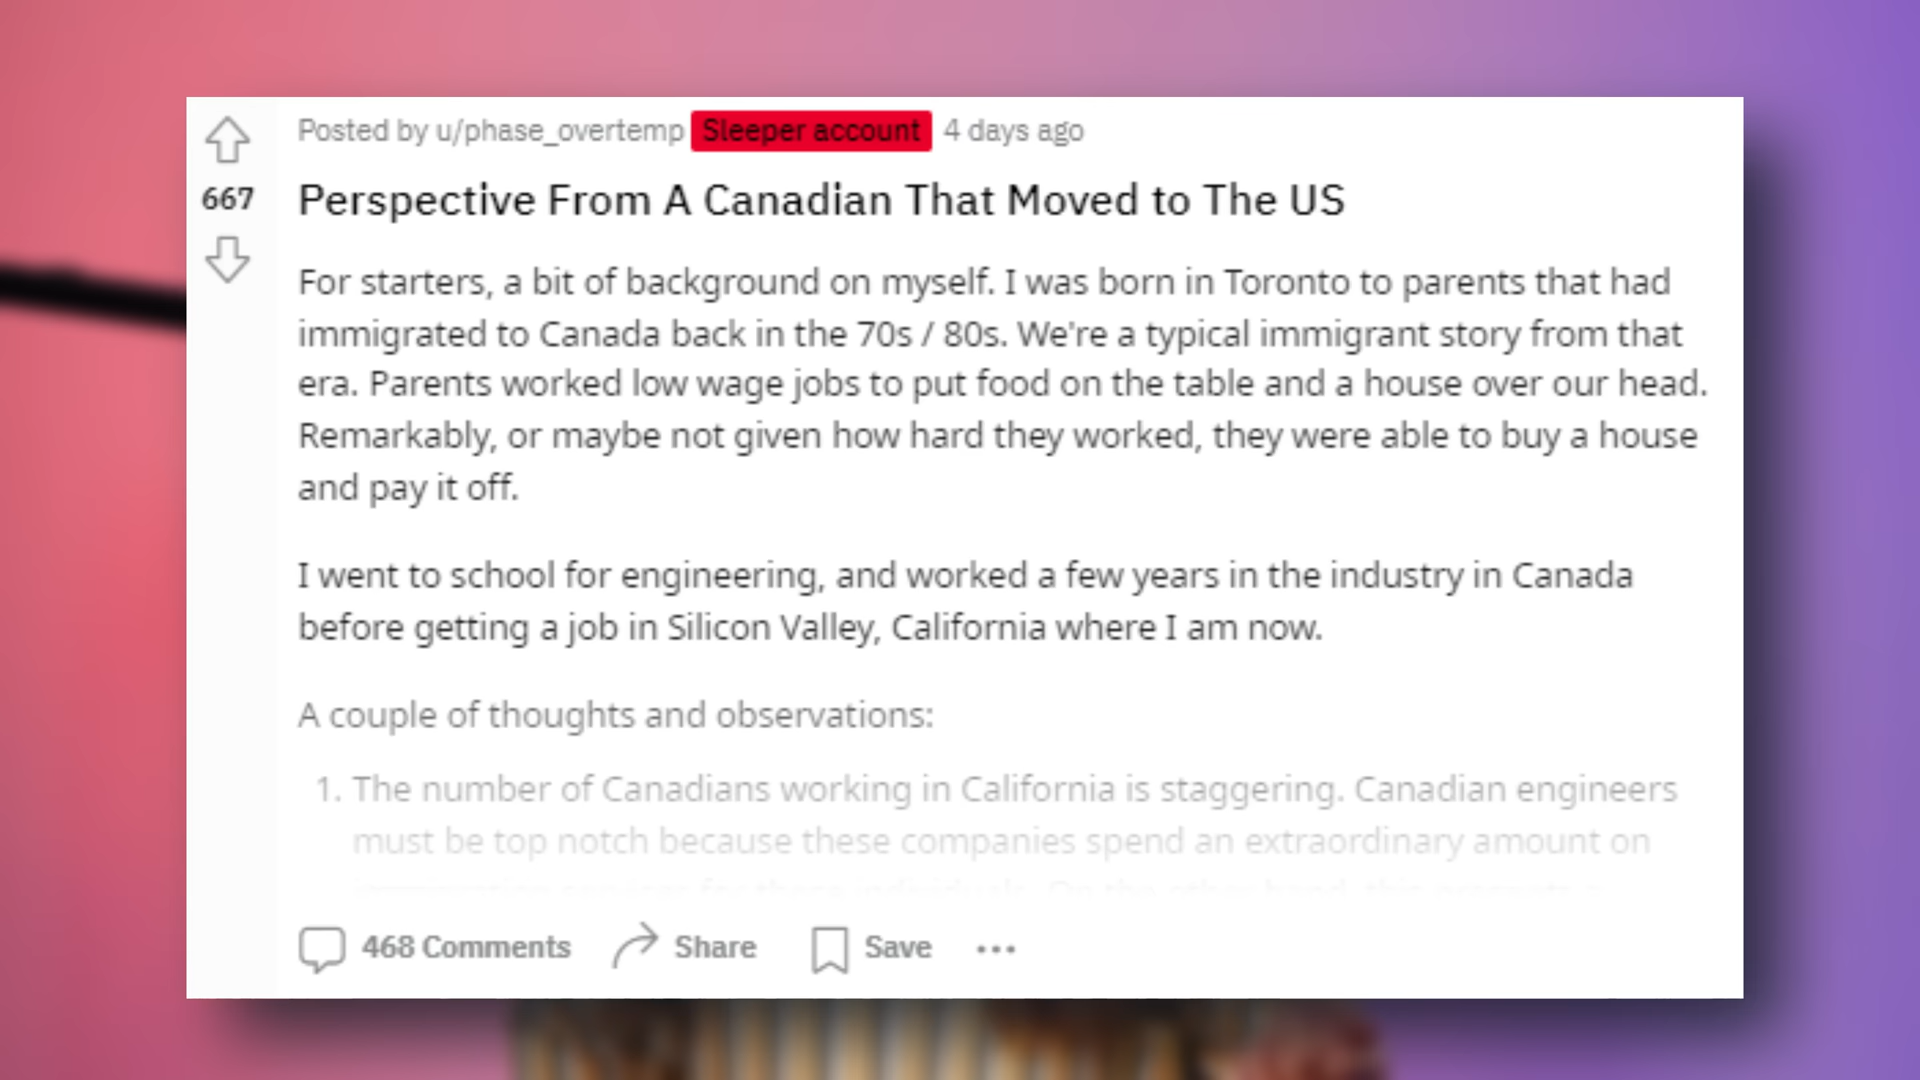 Posted by u/phase_overtemp Sleeper account 4 days ago
667
Perspective From A Canadian That Moved to The US
For starters, a bit of background on myself. I was born in Toronto to parents that had
immigrated to Canada back in the 70s / 80s. We're a typical immigrant story from that
era. Parents worked low wage jobs to put food on the table and a house over our head.
Remarkably, or maybe not given how hard they worked, they were able to buy a house
and pay it off.
I went to school for engineering, and worked a few years in the industry in Canada
before getting a job in Silicon Valley, California where I am now.
A couple of thoughts and observations:
1. The number of Canadians working in California is staggering. Canadian engineers
must be top notch because these companies spend an extraordinary amount on
468 Comments Share Save